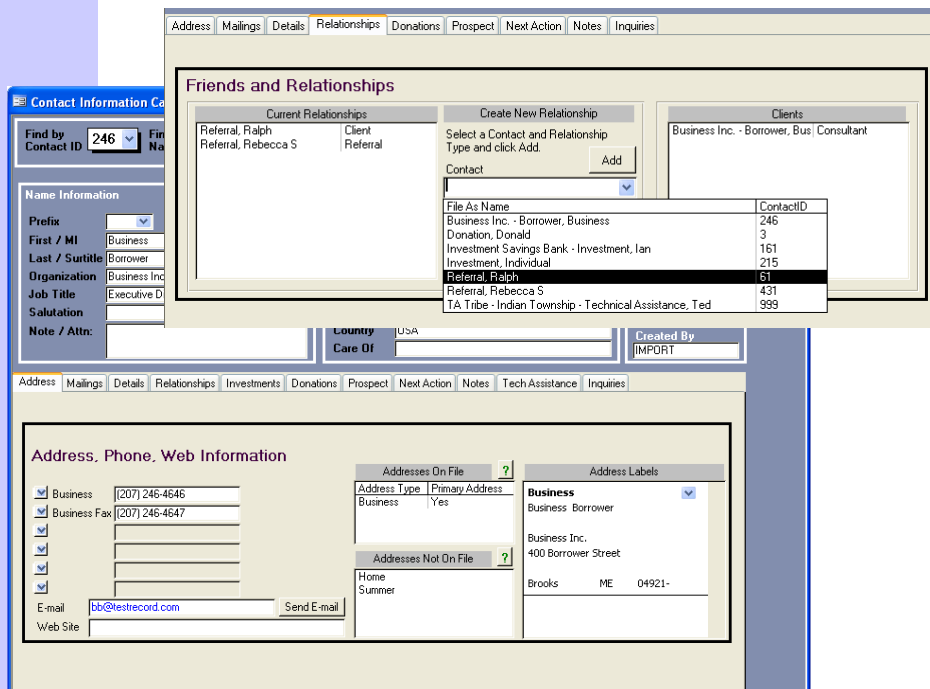 Address Mailings Details Relationships Donations Prospect Next Action Notes Inquiries
Friends and Relationships
Current Relationships
Referral, Ralph Client
Referral, Rebecca S Referral
Create New Relationship
Select a Contact and Relationship
Type and click Add.
Add
Contact
File As Name ContactID
Business Inc. - Borrower, Business 246
Donation, Donald 3
Investment Savings Bank - Investment, Ian 161
Investment, Individual 215
Referral, Ralph 61
Referral, Rebecca S 431
TA Tribe - Indian Township - Technical Assistance, Ted 999
Clients
Business Inc. - Borrower, Bus Consultant
Contact Information Ca
Find by
Contact ID
246
Fin
Na
Name Information
Prefix
First / MI Business
Last / Surtitle Borrower
Organization Business Inc
Job Title Executive Di
Salutation
Note / Attn:
Country USA
Care Of
Created By
IMPORT
Address Mailings Details Relationships Investments Donations Prospect Next Action Notes Tech Assistance Inquiries
Address, Phone, Web Information
Business (207) 246-4646
Business Fax (207) 246-4647
E-mail bb@testrecord.com Send E-mail
Web Site
Addresses On File ?
Address Type Primary Address
Business Yes
Addresses Not On File ?
Home
Summer
Address Labels
Business
Business Borrower
Business Inc.
400 Borrower Street
Brooks ME 04921-